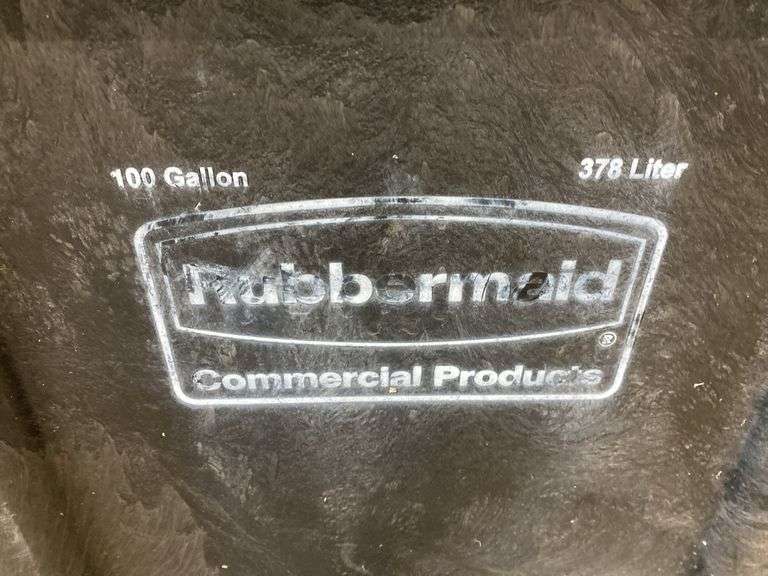 100 Gallon 378 Liter
Rubbermaid
®
Commercial Products